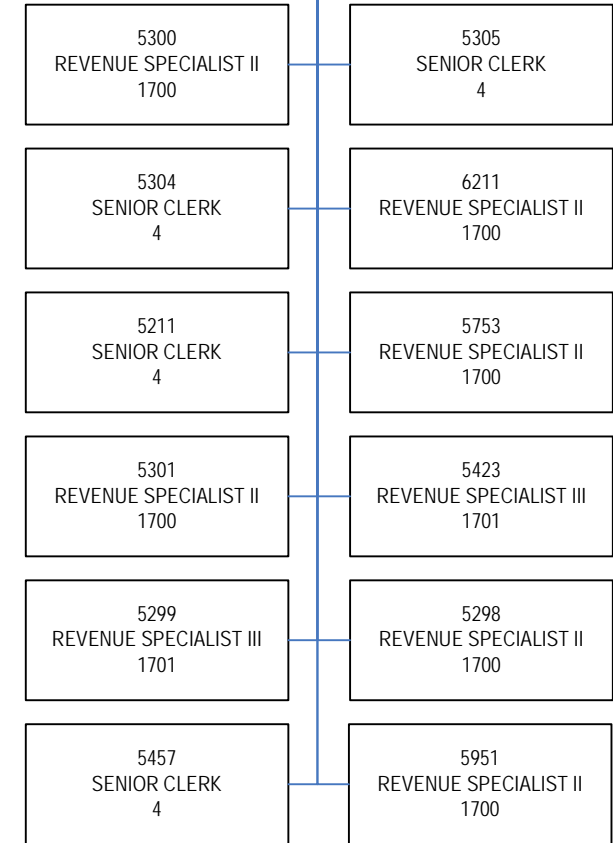 5300
REVENUE SPECIALIST II
1700
5305
SENIOR CLERK
4
5304
SENIOR CLERK
4
6211
REVENUE SPECIALIST II
1700
5211
SENIOR CLERK
4
5753
REVENUE SPECIALIST II
1700
5301
REVENUE SPECIALIST II
1700
5423
REVENUE SPECIALIST III
1701
5299
REVENUE SPECIALIST III
1701
5298
REVENUE SPECIALIST II
1700
5457
SENIOR CLERK
4
5951
REVENUE SPECIALIST II
1700